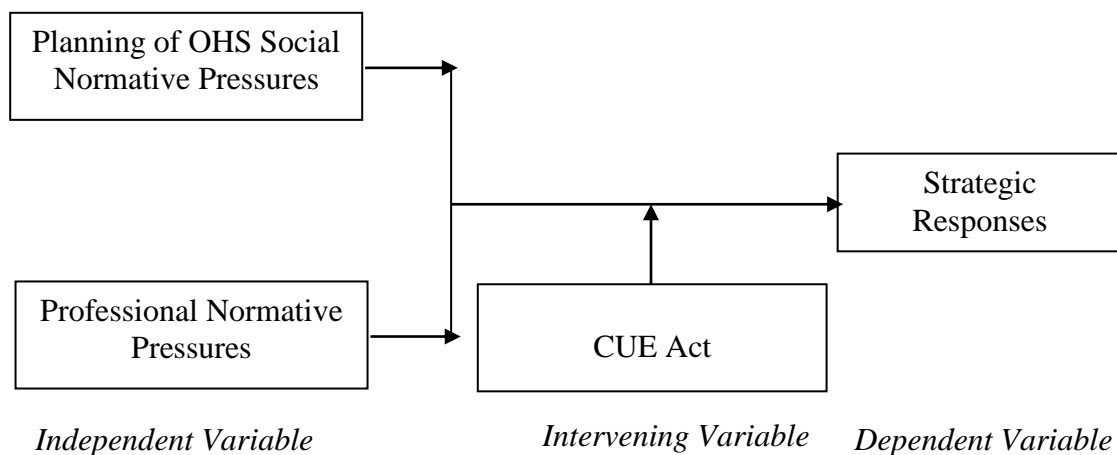 Planning of OHS Social
Normative Pressures
Strategic
Responses
Professional Normative
Pressures
CUE Act
Independent Variable
Intervening Variable
Dependent Variable